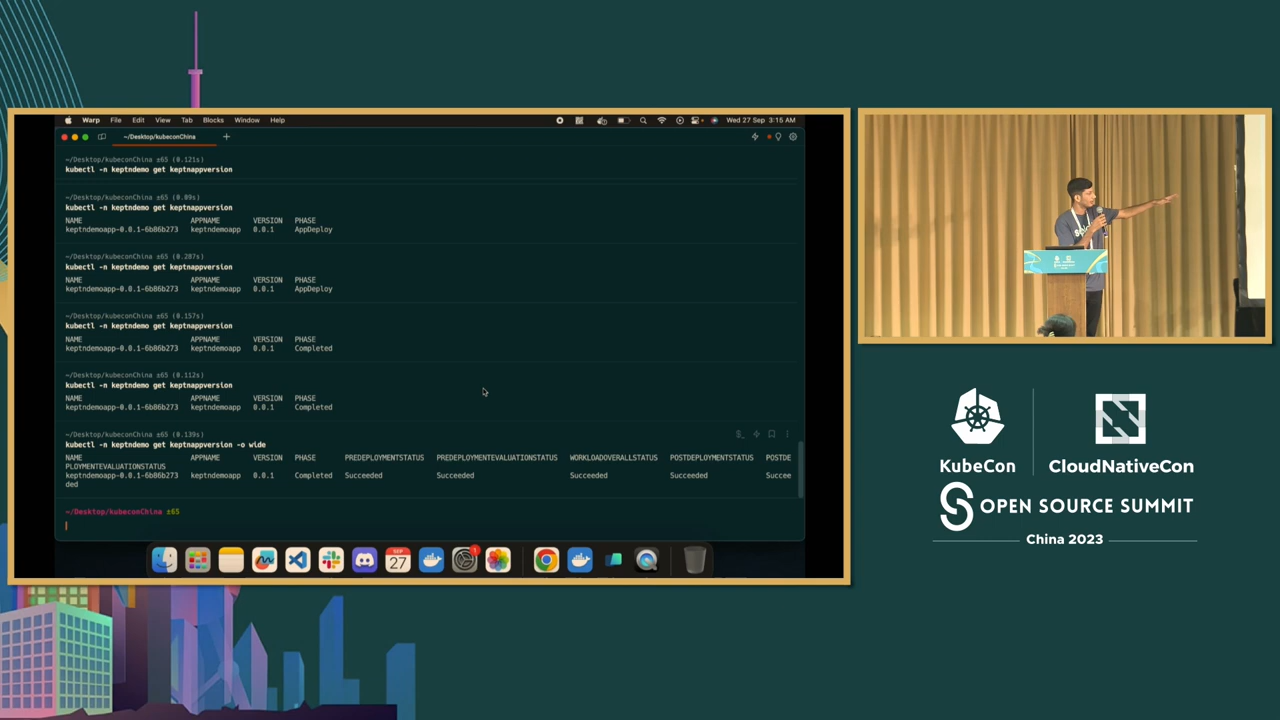 Warp File Edit View Tab Blocks Window Help Wed 27 Sep 3:15 AM
~/Desktop/kubeconChina
~/Desktop/kubeconChina ±65 (0.121s)
kubectl -n keptndemo get keptnappversion
~/Desktop/kubeconChina ±65 (0.89s)
kubectl -n keptndemo get keptnappversion
NAME APPNAME VERSION PHASE
keptndemoapp-0.0.1-6b86b273 keptndemoapp 0.0.1 AppDeploy
~/Desktop/kubeconChina ±65 (0.287s)
kubectl -n keptndemo get keptnappversion
NAME APPNAME VERSION PHASE
keptndemoapp-0.0.1-6b86b273 keptndemoapp 0.0.1 AppDeploy
~/Desktop/kubeconChina ±65 (0.157s)
kubectl -n keptndemo get keptnappversion
NAME APPNAME VERSION PHASE
keptndemoapp-0.0.1-6b86b273 keptndemoapp 0.0.1 Completed
~/Desktop/kubeconChina ±65 (0.112s)
kubectl -n keptndemo get keptnappversion
NAME APPNAME VERSION PHASE
keptndemoapp-0.0.1-6b86b273 keptndemoapp 0.0.1 Completed
~/Desktop/kubeconChina ±65 (0.139s)
kubectl -n keptndemo get keptnappversion -o wide
NAME APPNAME VERSION PHASE PREDEPLOYMENTSTATUS PREDEPLOYMENTEVALUATIONSTATUS WORKLOADOVERALLSTATUS POSTDEPLOYMENTSTATUS POSTDE
PLOYMENTEVALUATIONSTATUS
keptndemoapp-0.0.1-6b86b273 keptndemoapp 0.0.1 Completed Succeeded Succeeded Succeeded Succeeded Succee
ded
~/Desktop/kubeconChina ±65
SEP
27
1
KubeCon
CloudNativeCon
OPEN SOURCE SUMMIT
China 2023